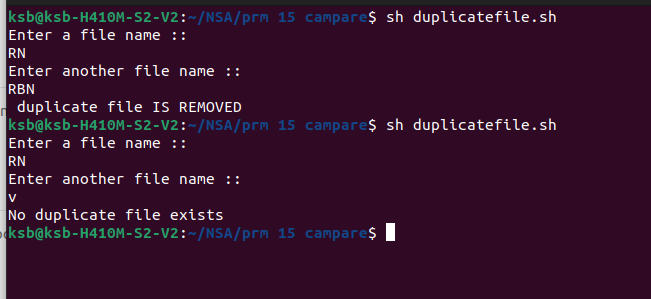 ksb@ksb-H410M-S2-V2:~/NSA/prm 15 campare$ sh duplicatefile.sh
Enter a file name ::
RN
Enter another file name ::
RBN
 duplicate file IS REMOVED
ksb@ksb-H410M-S2-V2:~/NSA/prm 15 campare$ sh duplicatefile.sh
Enter a file name ::
RN
Enter another file name ::
v
No duplicate file exists
ksb@ksb-H410M-S2-V2:~/NSA/prm 15 campare$